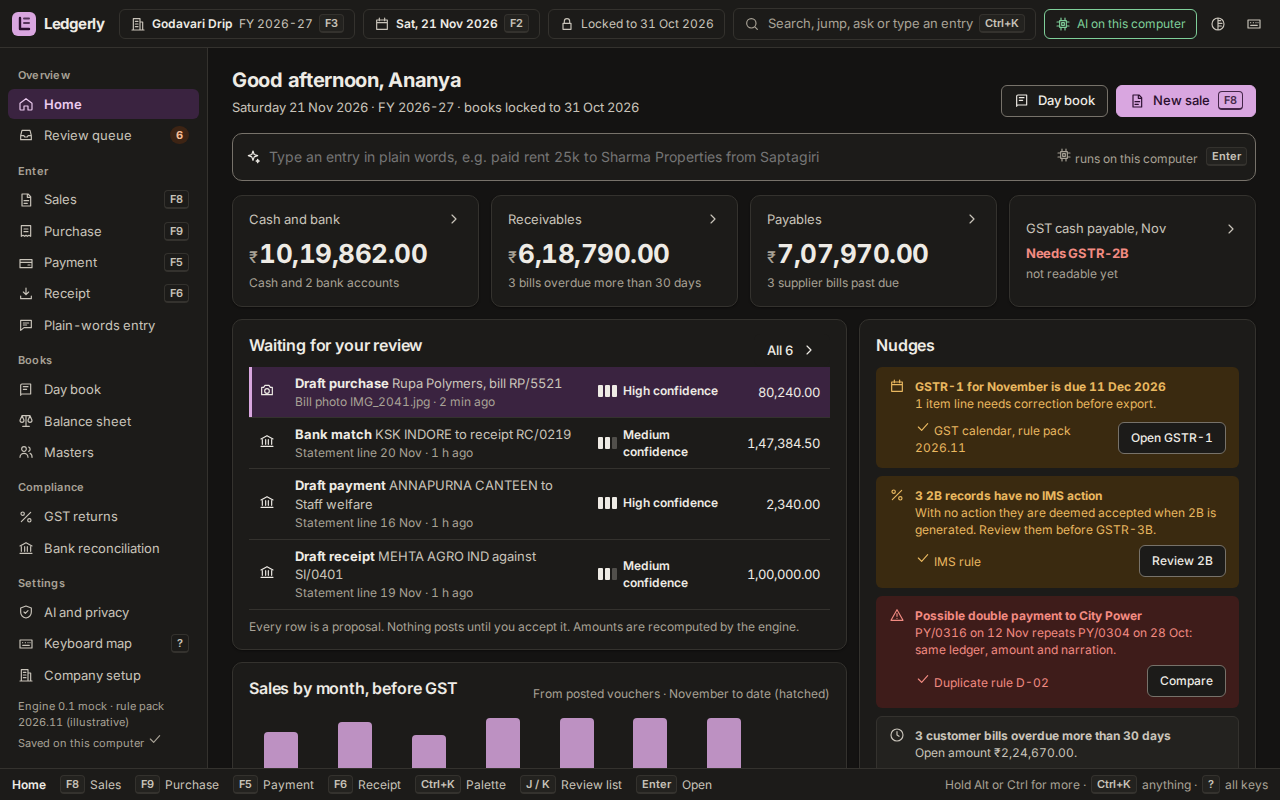 Ledgerly
Godavari Drip FY 2026-27 F3
Sat, 21 Nov 2026 F2
Locked to 31 Oct 2026
Search, jump, ask or type an entry Ctrl+K
AI on this computer
Overview
Home
Review queue 6
Enter
Sales F8
Purchase F9
Payment F5
Receipt F6
Plain-words entry
Books
Day book
Balance sheet
Masters
Compliance
GST returns
Bank reconciliation
Settings
AI and privacy
Keyboard map ?
Company setup
Engine 0.1 mock · rule pack
2026.11 (illustrative)
Saved on this computer
Good afternoon, Ananya
Saturday 21 Nov 2026 · FY 2026-27 · books locked to 31 Oct 2026
Day book
New sale F8
Type an entry in plain words, e.g. paid rent 25k to Sharma Properties from Saptagiri
runs on this computer Enter
Cash and bank
₹10,19,862.00
Cash and 2 bank accounts
Receivables
₹6,18,790.00
3 bills overdue more than 30 days
Payables
₹7,07,970.00
3 supplier bills past due
GST cash payable, Nov
Needs GSTR-2B
not readable yet
Waiting for your review
All 6
Draft purchase Rupa Polymers, bill RP/5521
Bill photo IMG_2041.jpg · 2 min ago
High confidence
80,240.00
Bank match KSK INDORE to receipt RC/0219
Statement line 20 Nov · 1 h ago
Medium
confidence
1,47,384.50
Draft payment ANNAPURNA CANTEEN to
Staff welfare
Statement line 16 Nov · 1 h ago
High confidence
2,340.00
Draft receipt MEHTA AGRO IND against
SI/0401
Statement line 19 Nov · 1 h ago
Medium
confidence
1,00,000.00
Every row is a proposal. Nothing posts until you accept it. Amounts are recomputed by the engine.
Sales by month, before GST
From posted vouchers · November to date (hatched)
Nudges
GSTR-1 for November is due 11 Dec 2026
1 item line needs correction before export.
GST calendar, rule pack
2026.11
Open GSTR-1
3 2B records have no IMS action
With no action they are deemed accepted when 2B is
generated. Review them before GSTR-3B.
IMS rule
Review 2B
Possible double payment to City Power
PY/0316 on 12 Nov repeats PY/0304 on 28 Oct:
same ledger, amount and narration.
Duplicate rule D-02
Compare
3 customer bills overdue more than 30 days
Open amount ₹2,24,670.00.
Home F8 Sales F9 Purchase F5 Payment F6 Receipt Ctrl+K Palette J / K Review list Enter Open
Hold Alt or Ctrl for more · Ctrl+K anything · ? all keys